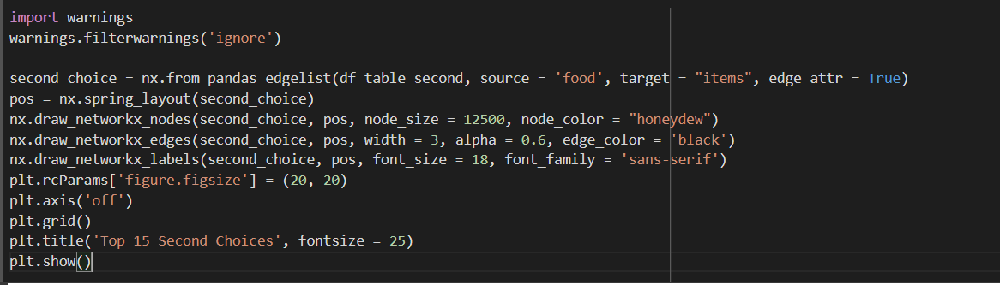 import warnings
warnings.filterwarnings('ignore')
second_choice = nx.from_pandas_edgelist(df_table_second, source = 'food', target = "items", edge_attr = True)
pos = nx.spring_layout(second_choice)
nx.draw_networkx_nodes(second_choice, pos, node_size = 12500, node_color = "honeydew")
nx.draw_networkx_edges(second_choice, pos, width = 3, alpha = 0.6, edge_color = 'black')
nx.draw_networkx_labels(second_choice, pos, font_size = 18, font_family = 'sans-serif')
plt.rcParams['figure.figsize'] = (20, 20)
plt.axis('off')
plt.grid()
plt.title('Top 15 Second Choices', fontsize = 25)
plt.show()